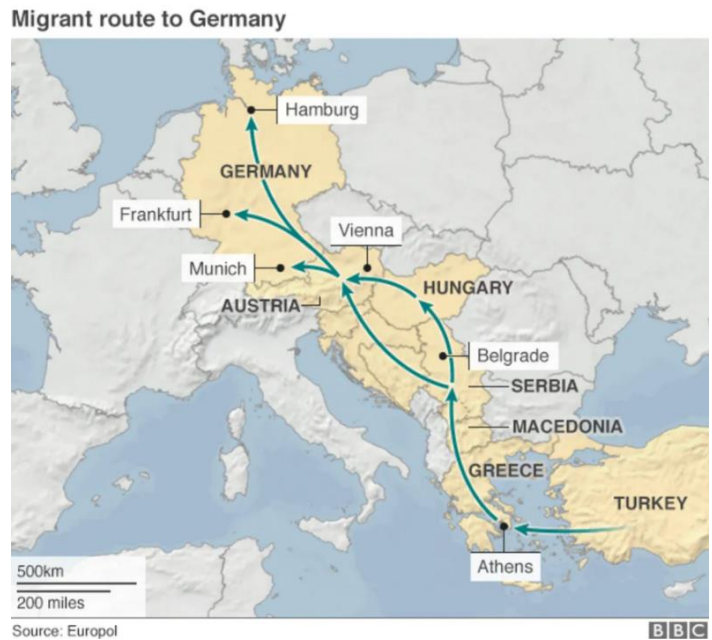 Migrant route to Germany
Hamburg
GERMANY
Frankfurt
Vienna
Munich
HUNGARY
AUSTRIA
Belgrade
SERBIA
MACEDONIA
GREECE
TURKEY
Athens
500km
200 miles
Source: Europol
BBC